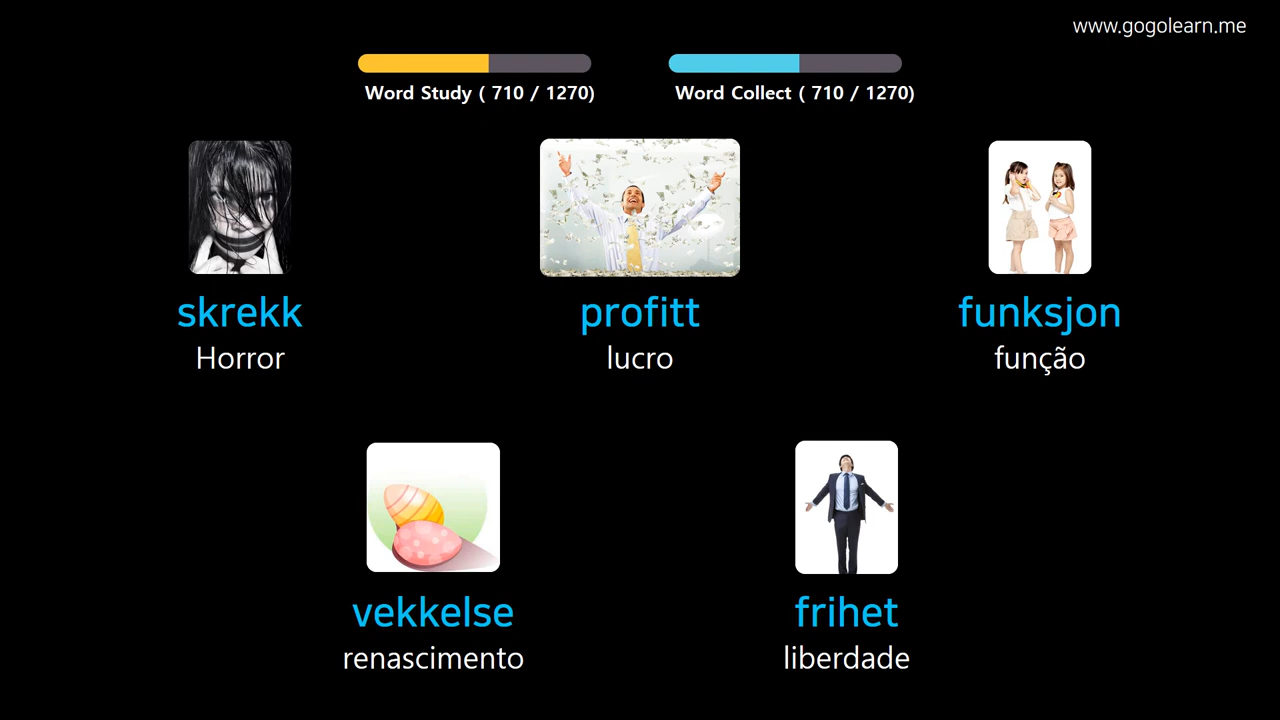 www.gogolearn.me
Word Study ( 710 / 1270)
Word Collect ( 710 / 1270)
skrekk
Horror
profitt
lucro
funksjon
função
vekkelse
renascimento
frihet
liberdade